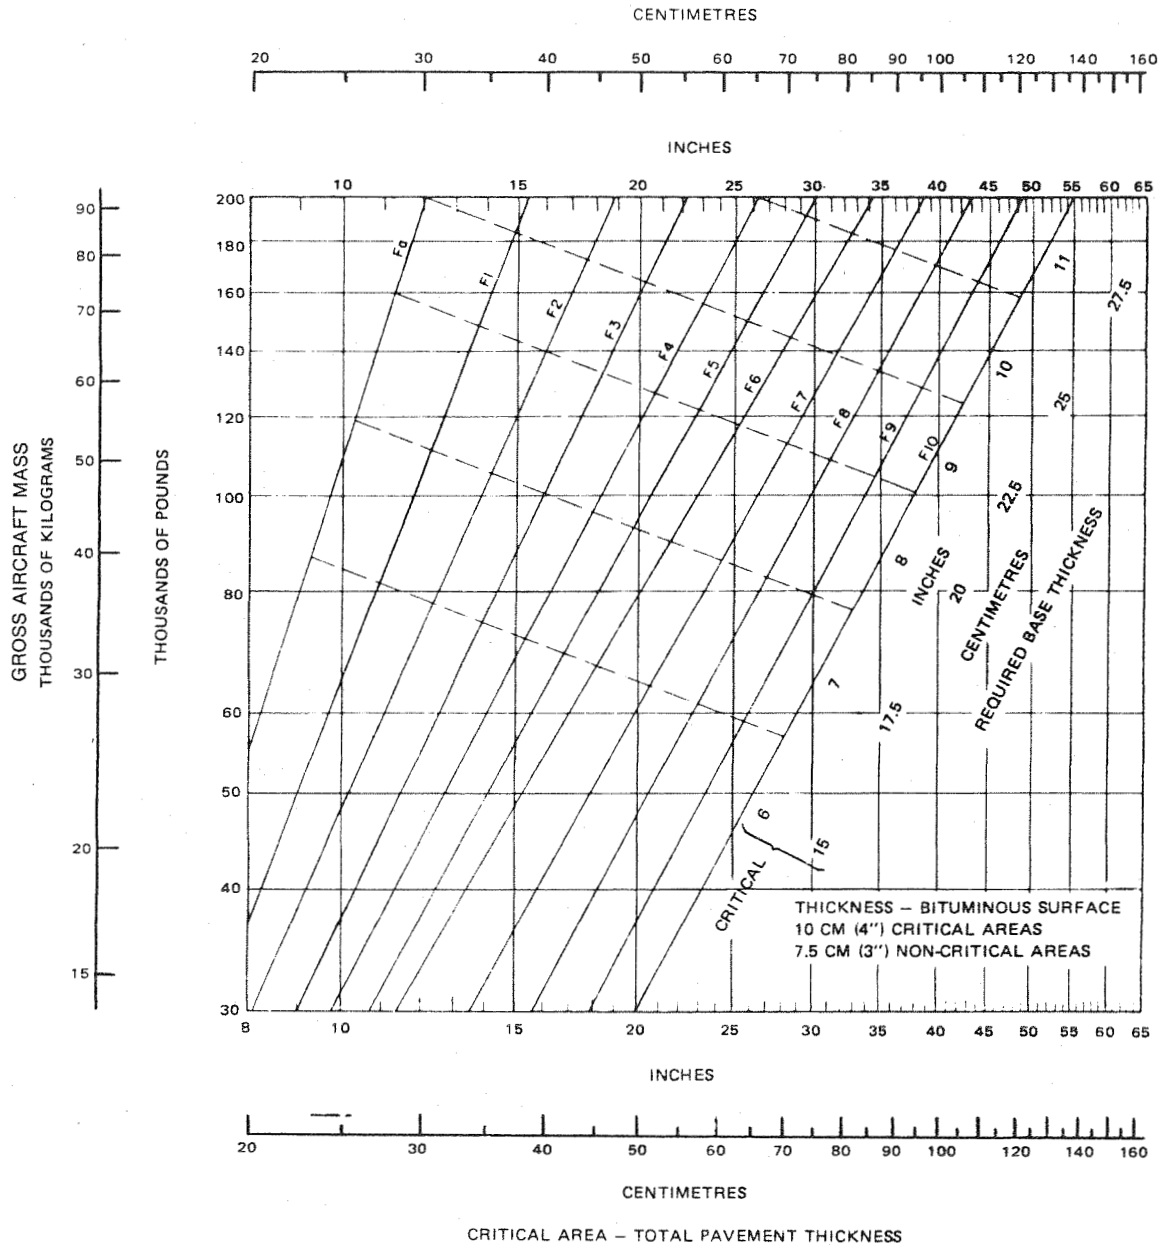 CENTIMETRES
20 30 40 50 60 70 80 90 100 120 140 160
INCHES
10 15 20 25 30 35 40 45 50 55 60 65
GROSS AIRCRAFT MASS
THOUSANDS OF KILOGRAMS
90
80
70
60
50
40
30
20
15
THOUSANDS OF POUNDS
200
180
160
140
120
100
80
60
50
40
30
Fa
F1
F2
F3
F4
F5
F6
F7
F8
F9
F10
11
10
9
8
7
6
INCHES
27.5
25
22.5
20
17.5
15
CENTIMETRES
REQUIRED BASE THICKNESS
CRITICAL
THICKNESS – BITUMINOUS SURFACE
10 CM (4") CRITICAL AREAS
7.5 CM (3") NON-CRITICAL AREAS
8 10 15 20 25 30 35 40 45 50 55 60 65
INCHES
20 30 40 50 60 70 80 90 100 120 140 160
CENTIMETRES
CRITICAL AREA – TOTAL PAVEMENT THICKNESS